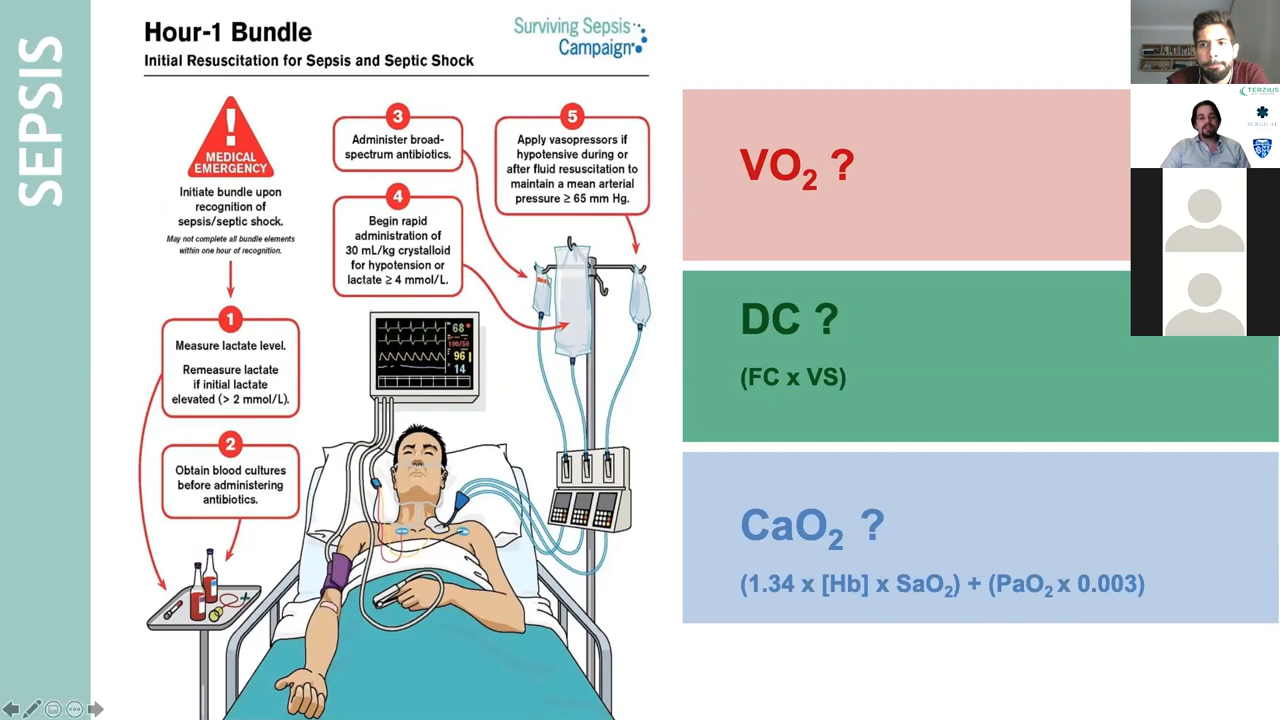 SEPSIS
Hour-1 Bundle
Initial Resuscitation for Sepsis and Septic Shock
Surviving Sepsis
Campaign
!
MEDICAL
EMERGENCY
Initiate bundle upon
recognition of
sepsis/septic shock.
May not complete all bundle elements
within one hour of recognition.
1
Measure lactate level.
Remeasure lactate
if initial lactate
elevated (> 2 mmol/L).
2
Obtain blood cultures
before administering
antibiotics.
3
Administer broad-
spectrum antibiotics.
4
Begin rapid
administration of
30 mL/kg crystalloid
for hypotension or
lactate ≥ 4 mmol/L.
5
Apply vasopressors if
hypotensive during or
after fluid resuscitation to
maintain a mean arterial
pressure ≥ 65 mm Hg.
68
100/50
96
14
VO₂ ?
DC ?
(FC x VS)
CaO₂ ?
(1.34 x [Hb] x SaO₂) + (PaO₂ x 0.003)
TERZIUS